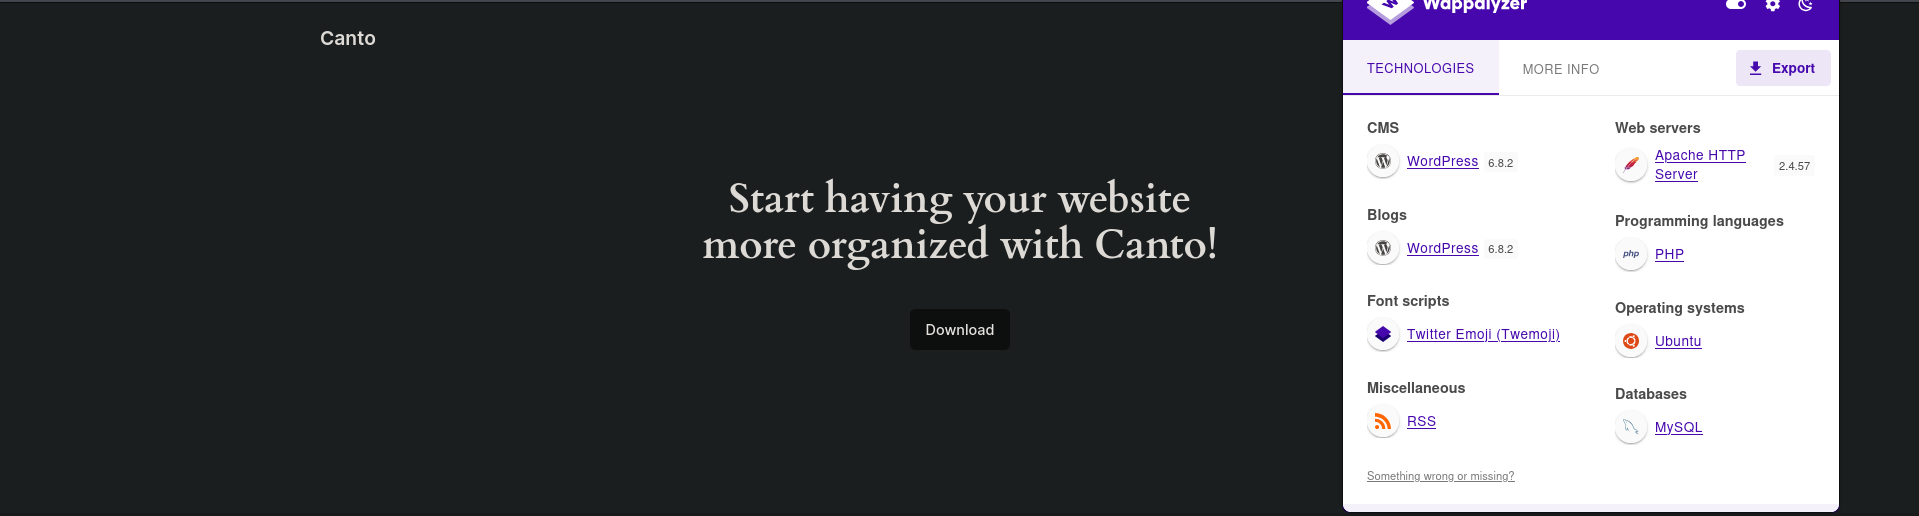 Canto
Start having your website
more organized with Canto!
Download
Wappalyzer
TECHNOLOGIES
MORE INFO
Export
CMS
WordPress 6.8.2
Blogs
WordPress 6.8.2
Font scripts
Twitter Emoji (Twemoji)
Miscellaneous
RSS
Something wrong or missing?
Web servers
Apache HTTP
Server
2.4.57
Programming languages
php PHP
Operating systems
Ubuntu
Databases
MySQL